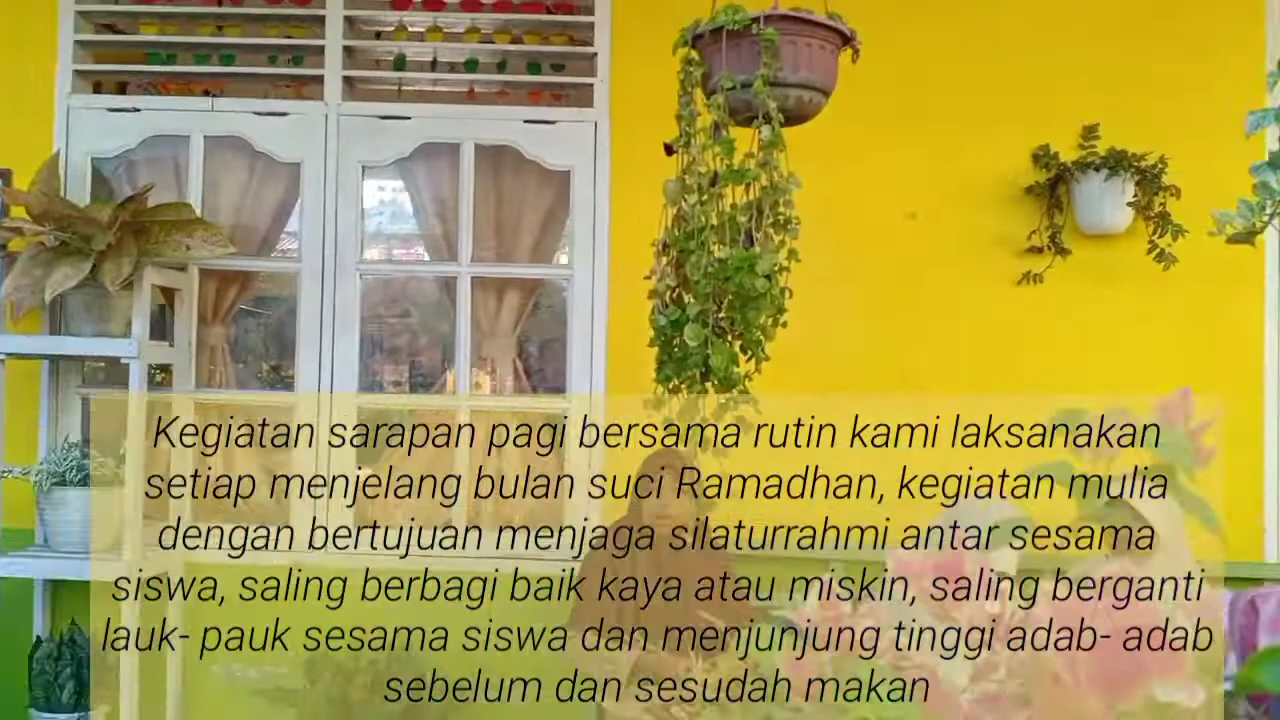 Kegiatan sarapan pagi bersama rutin kami laksanakan
setiap menjelang bulan suci Ramadhan, kegiatan mulia
dengan bertujuan menjaga silaturrahmi antar sesama
siswa, saling berbagi baik kaya atau miskin, saling berganti
lauk- pauk sesama siswa dan menjunjung tinggi adab- adab
sebelum dan sesudah makan